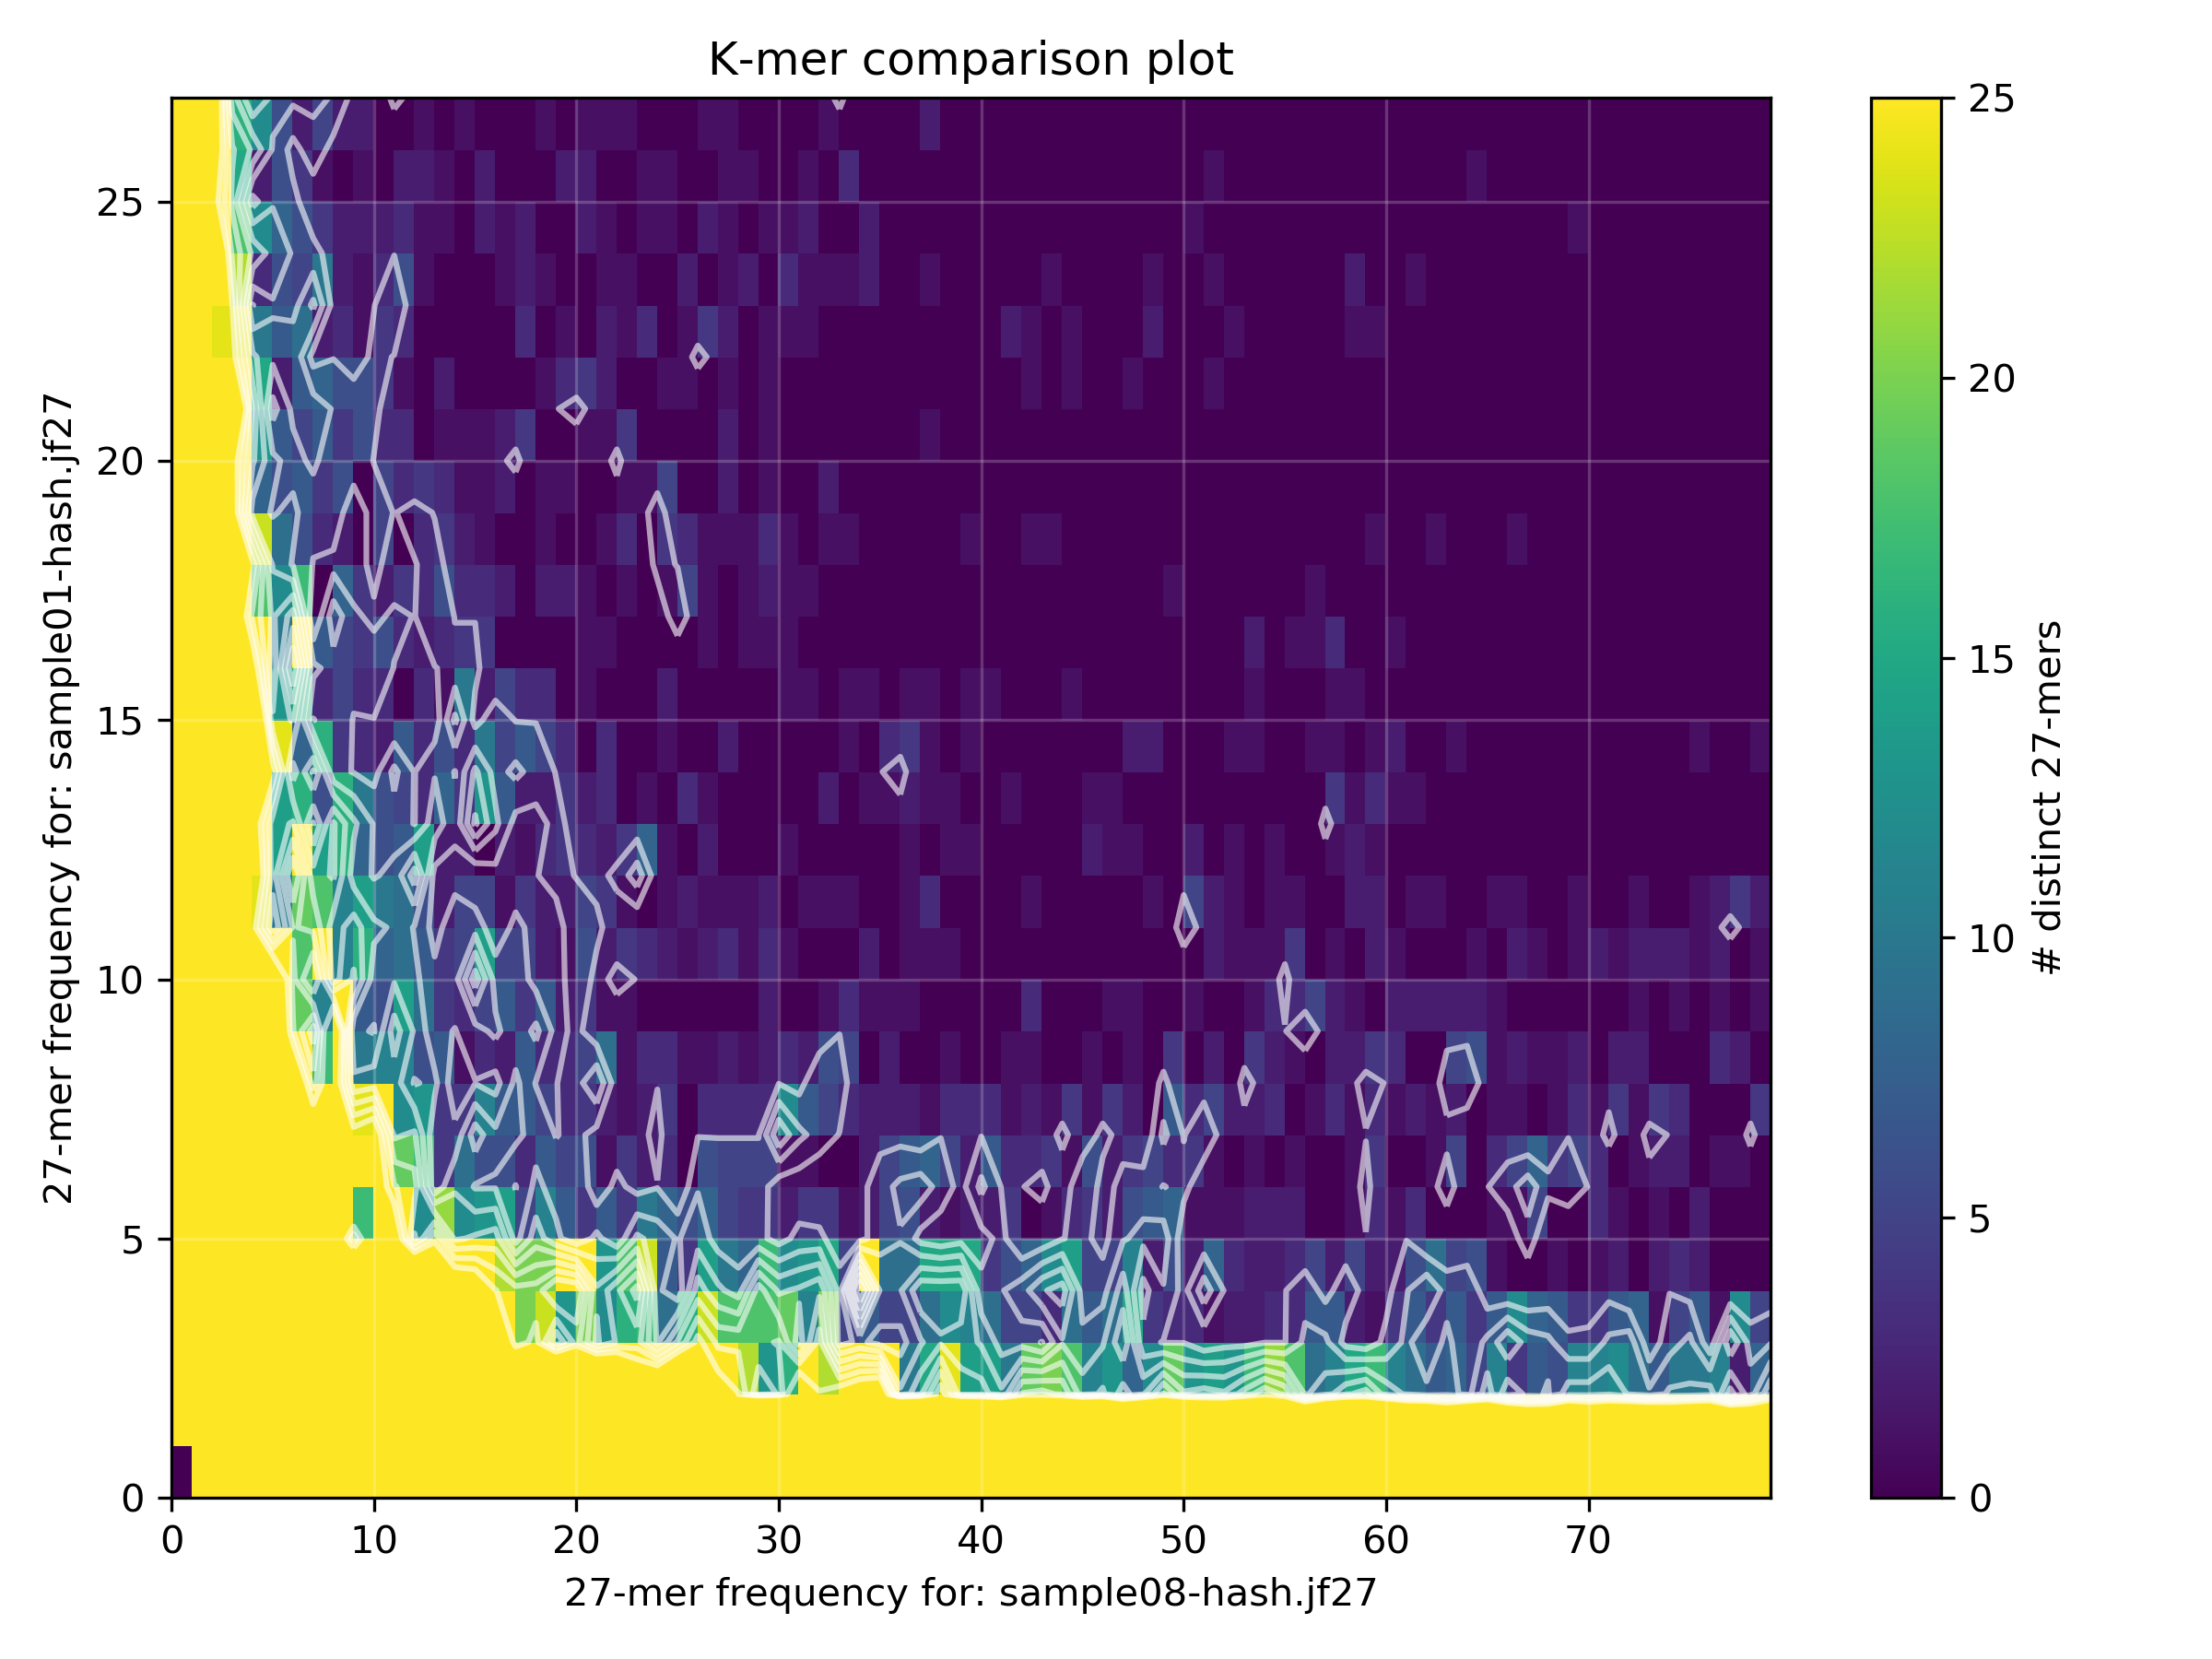 K-mer comparison plot
27-mer frequency for: sample01-hash.jf27
25
20
15
10
5
0
0 10 20 30 40 50 60 70
27-mer frequency for: sample08-hash.jf27
25
20
15
10
5
0
# distinct 27-mers